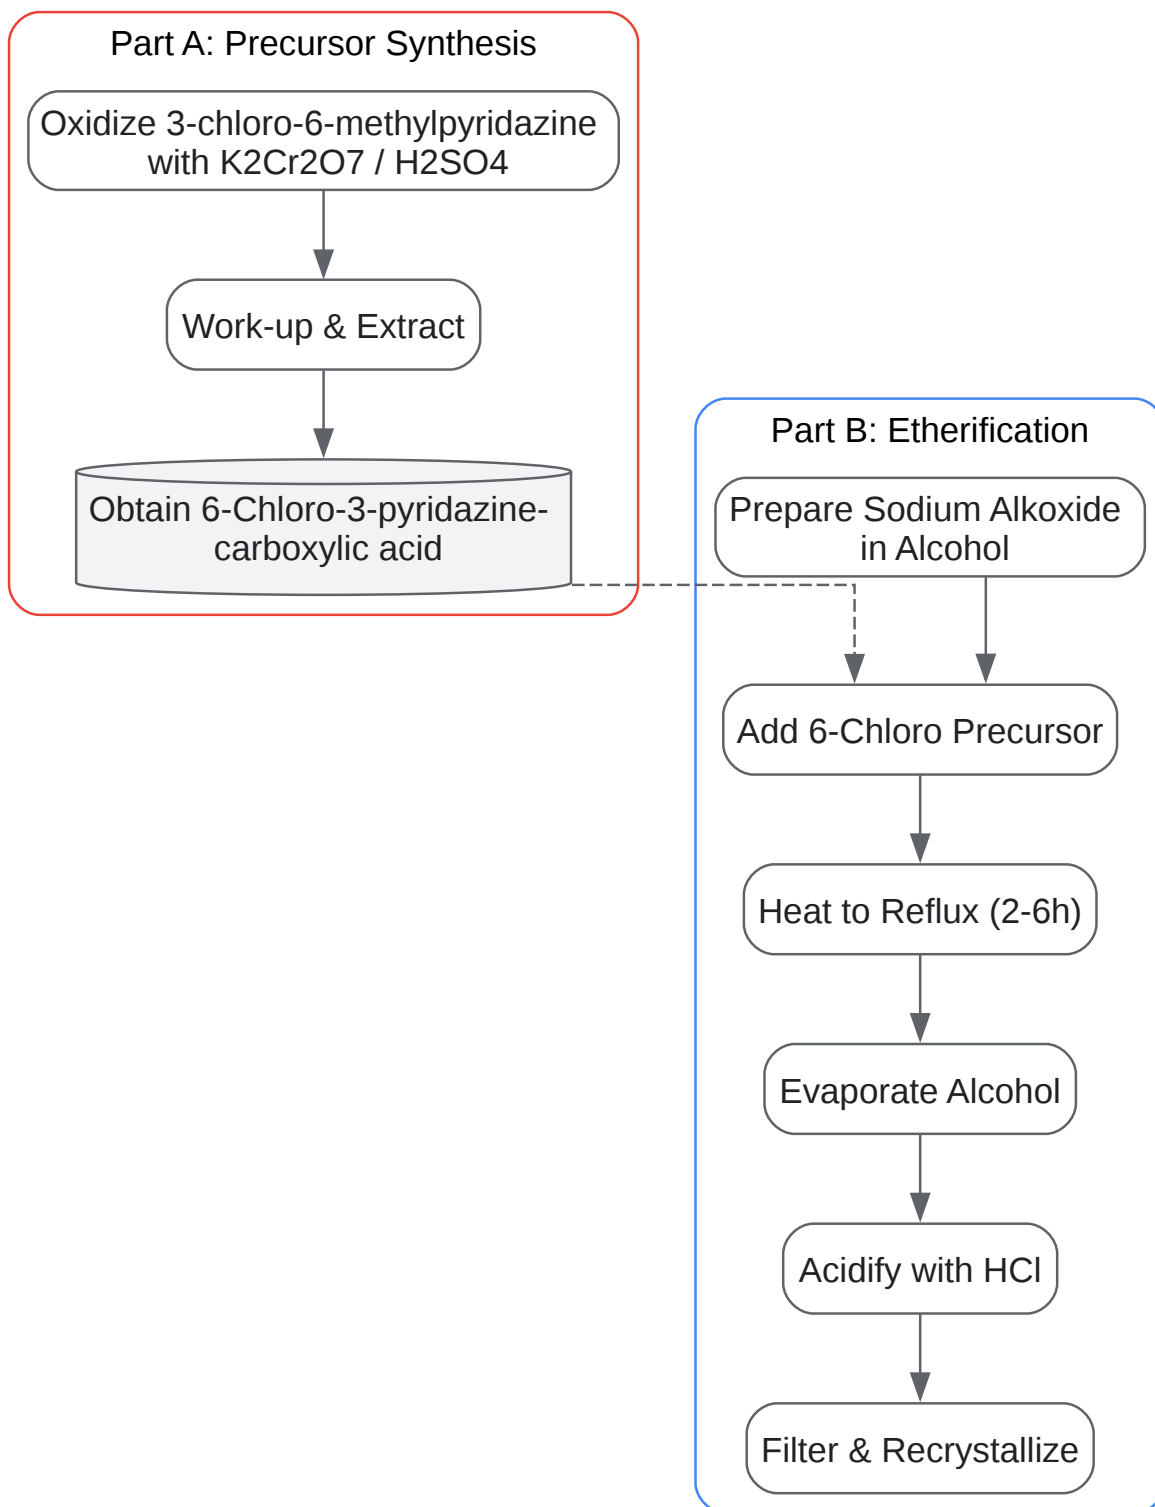 Part A: Precursor Synthesis
Oxidize 3-chloro-6-methylpyridazine
with K2Cr2O7 / H2SO4
Work-up & Extract
Obtain 6-Chloro-3-pyridazine-
carboxylic acid
Part B: Etherification
Prepare Sodium Alkoxide
in Alcohol
Add 6-Chloro Precursor
Heat to Reflux (2-6h)
Evaporate Alcohol
Acidify with HCl
Filter & Recrystallize